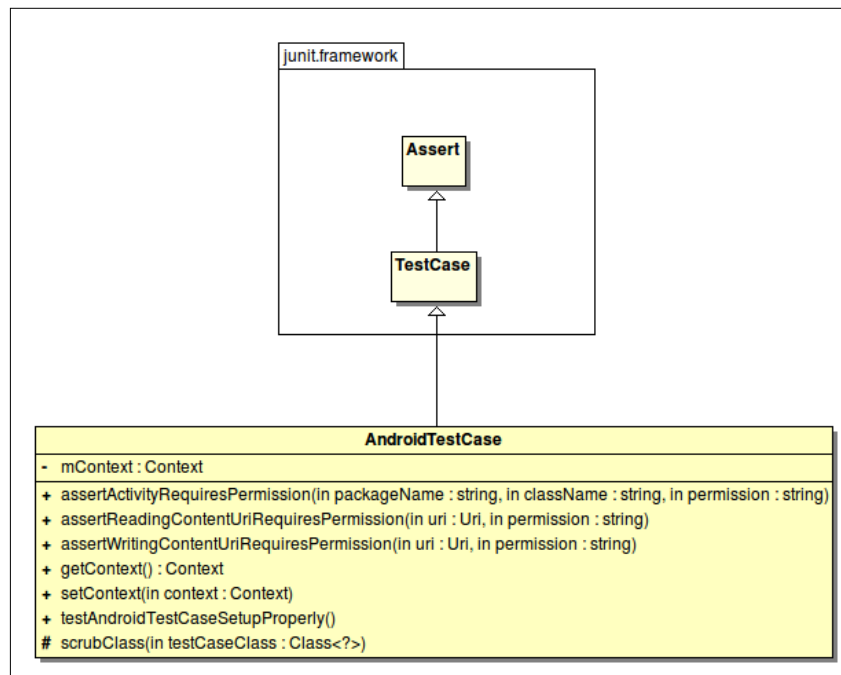 junit.framework
Assert
TestCase
AndroidTestCase
- mContext : Context
+ assertActivityRequiresPermission(in packageName : string, in className : string, in permission : string)
+ assertReadingContentUriRequiresPermission(in uri : Uri, in permission : string)
+ assertWritingContentUriRequiresPermission(in uri : Uri, in permission : string)
+ getContext() : Context
+ setContext(in context : Context)
+ testAndroidTestCaseSetupProperly()
# scrubClass(in testCaseClass : Class<?>)